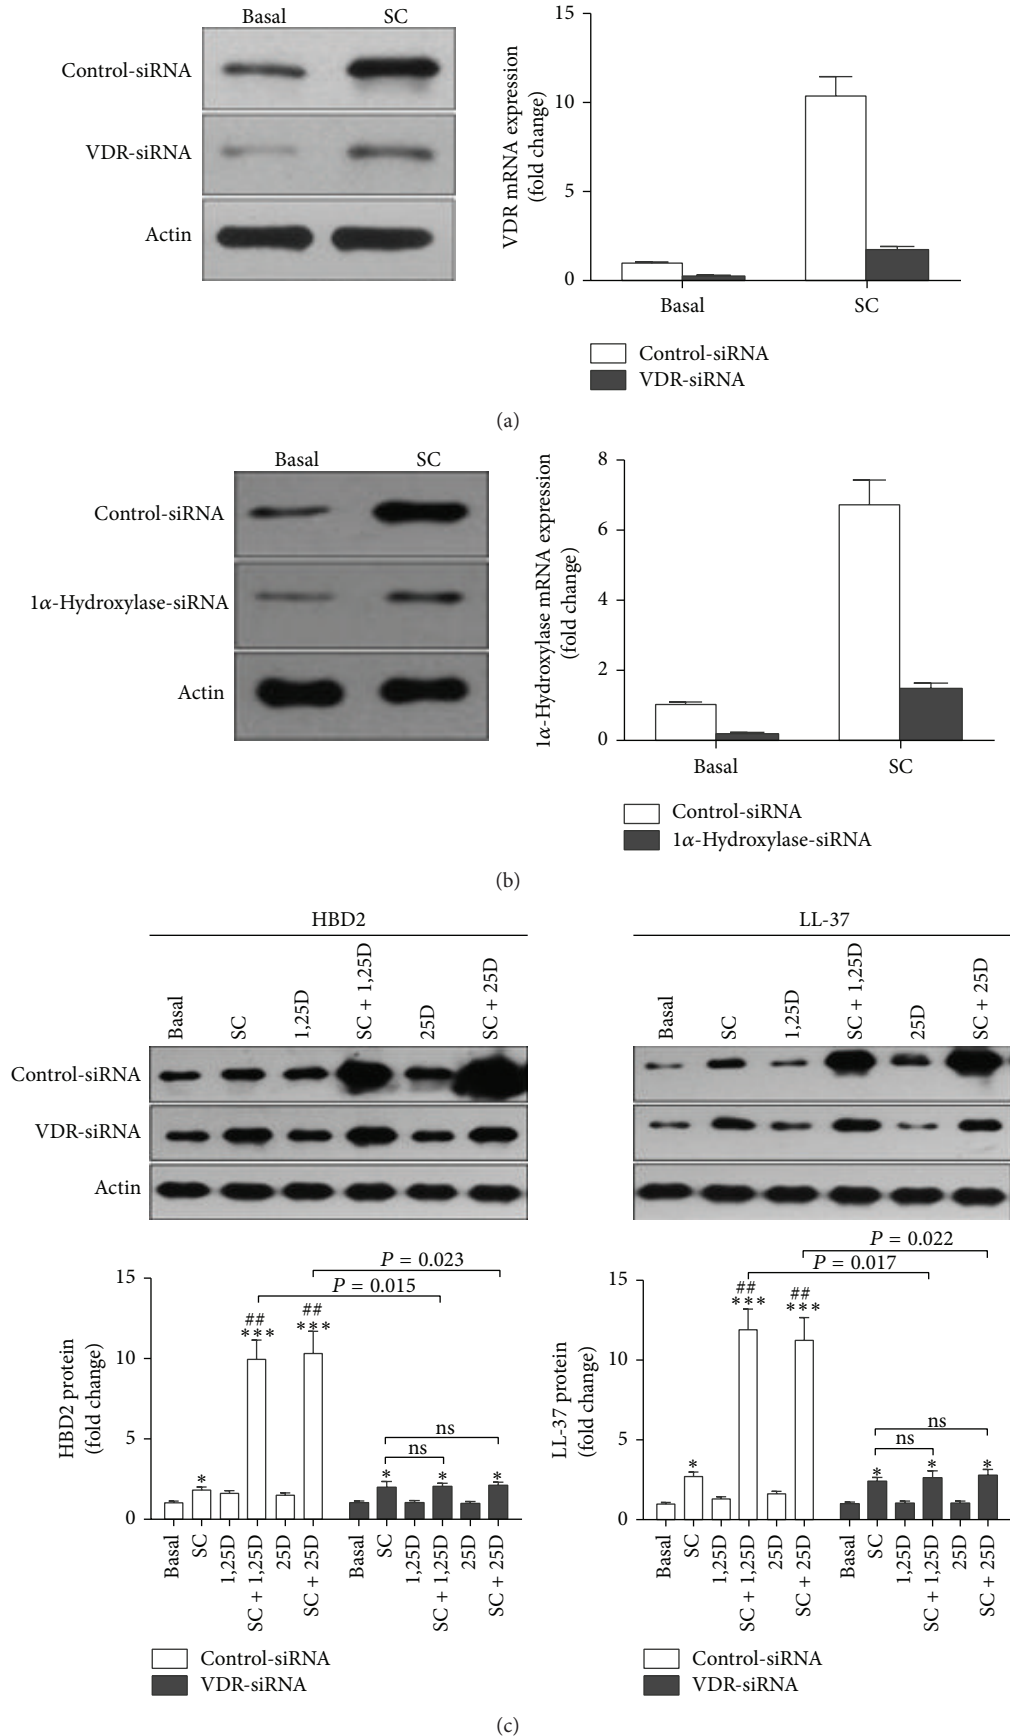 Basal SC
Control-siRNA
VDR-siRNA
Actin
VDR mRNA expression
(fold change)
15
10
5
0
Basal SC
Control-siRNA
VDR-siRNA
(a)
Basal SC
Control-siRNA
1α-Hydroxylase-siRNA
Actin
1α-Hydroxylase mRNA expression
(fold change)
8
6
4
2
0
Basal SC
Control-siRNA
1α-Hydroxylase-siRNA
(b)
HBD2
Basal
SC
1,25D
SC + 1,25D
25D
SC + 25D
Control-siRNA
VDR-siRNA
Actin
LL-37
Basal
SC
1,25D
SC + 1,25D
25D
SC + 25D
HBD2 protein
(fold change)
15
10
5
0
P = 0.023
P = 0.015
##
***
##
***
*
ns
ns
*
*
*
Basal
SC
1,25D
SC + 1,25D
25D
SC + 25D
Basal
SC
1,25D
SC + 1,25D
25D
SC + 25D
Control-siRNA
VDR-siRNA
LL-37 protein
(fold change)
15
10
5
0
P = 0.022
P = 0.017
##
***
##
***
*
ns
ns
*
*
*
Basal
SC
1,25D
SC + 1,25D
25D
SC + 25D
Basal
SC
1,25D
SC + 1,25D
25D
SC + 25D
Control-siRNA
VDR-siRNA
(c)